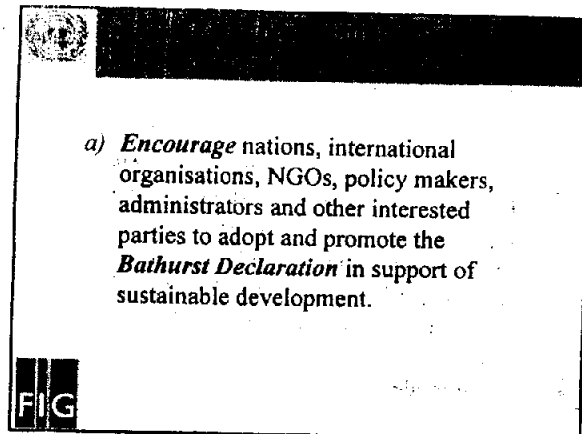 a) Encourage nations, international
organisations, NGOs, policy makers,
administrators and other interested
parties to adopt and promote the
Bathurst Declaration in support of
sustainable development.
FIG